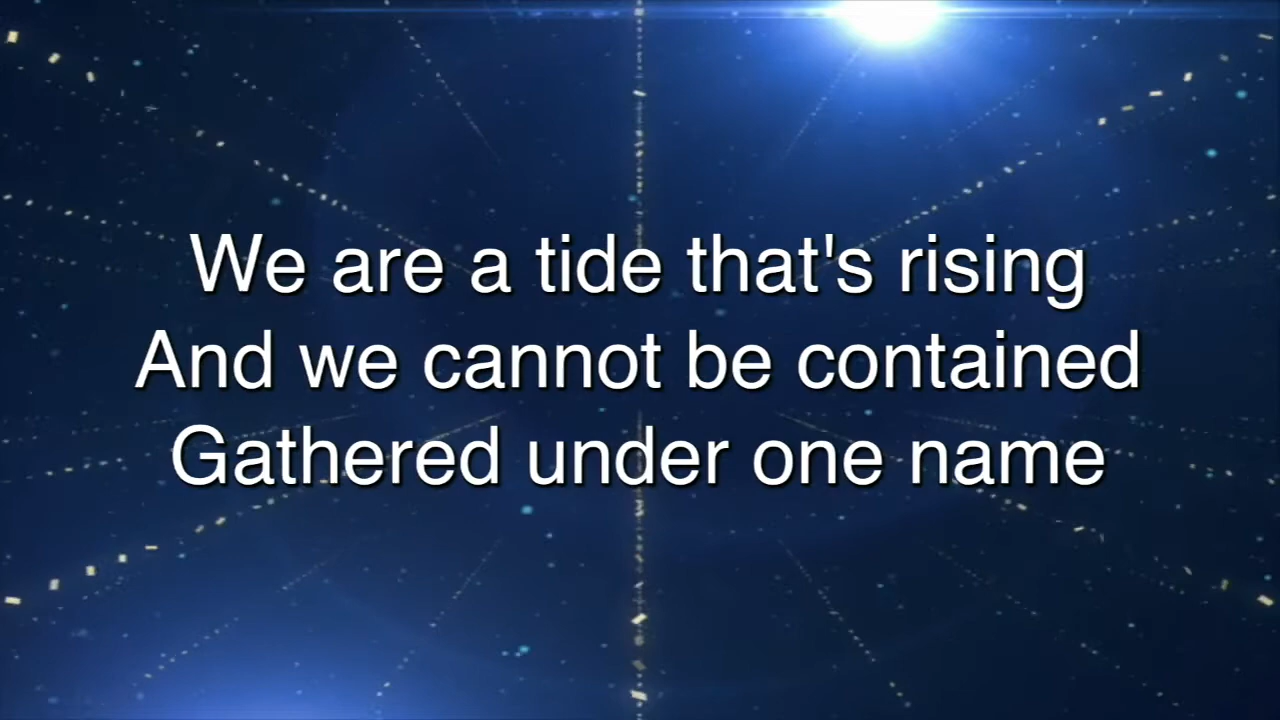 We are a tide that's rising
And we cannot be contained
Gathered under one name